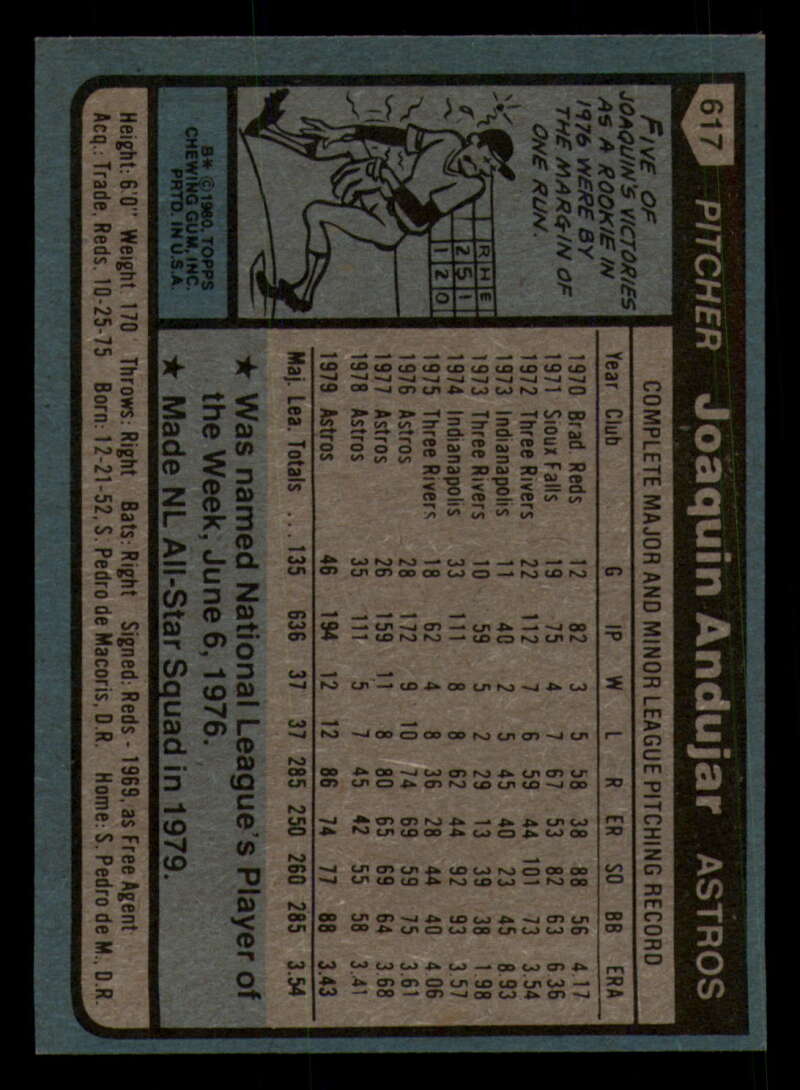 617 PITCHER Joaquin Andujar ASTROS
FIVE OF
JOAQUIN'S VICTORIES
AS A ROOKIE IN
1976 WERE BY
THE MARGIN OF
ONE RUN.
R H E
2 5 1
1 2 0
B* © 1980 TOPPS
CHEWING GUM, INC.
PRTD. IN U.S.A.
COMPLETE MAJOR AND MINOR LEAGUE PITCHING RECORD
Year Club G IP W L R ER SO BB ERA
1970 Brad. Reds 12 82 3 5 58 38 88 56 4.17
1971 Sioux Falls 19 75 4 7 67 53 82 63 6.36
1972 Three Rivers 22 112 7 6 59 44 101 73 3.54
1973 Indianapolis 11 40 2 5 45 40 23 45 8.93
1973 Three Rivers 10 59 5 2 29 13 39 38 1.98
1974 Indianapolis 33 111 8 8 62 44 92 93 3.57
1975 Three Rivers 18 62 4 8 36 28 44 40 4.06
1976 Astros 28 172 9 10 74 69 59 75 3.61
1977 Astros 26 159 11 8 80 65 69 64 3.68
1978 Astros 35 111 5 7 45 42 55 58 3.41
1979 Astros 46 194 12 12 86 74 77 88 3.43
Maj. Lea. Totals ... 135 636 37 37 285 250 260 285 3.54
★ Was named National League's Player of
the Week, June 6, 1976.
★ Made NL All-Star Squad in 1979.
Height: 6'0" Weight: 170 Throws: Right Bats: Right Signed: Reds - 1969, as Free Agent
Acq.: Trade, Reds, 10-25-75 Born: 12-21-52, S. Pedro de Macoris, D.R. Home: S. Pedro de M., D.R.